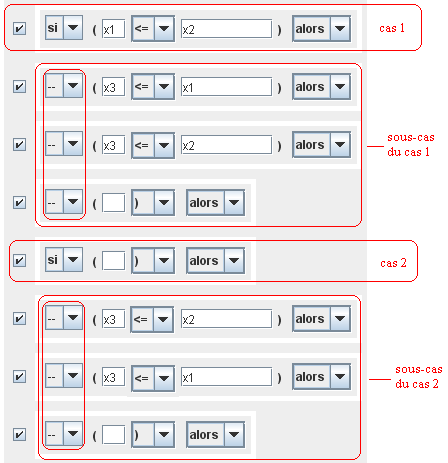 si ( x1 <= x2 ) alors cas 1
-- ( x3 <= x1 ) alors
-- ( x3 <= x2 ) alors
sous-cas
du cas 1
-- ( ) alors
si ( ) alors cas 2
-- ( x3 <= x2 ) alors
-- ( x3 <= x1 ) alors
sous-cas
du cas 2
-- ( ) alors